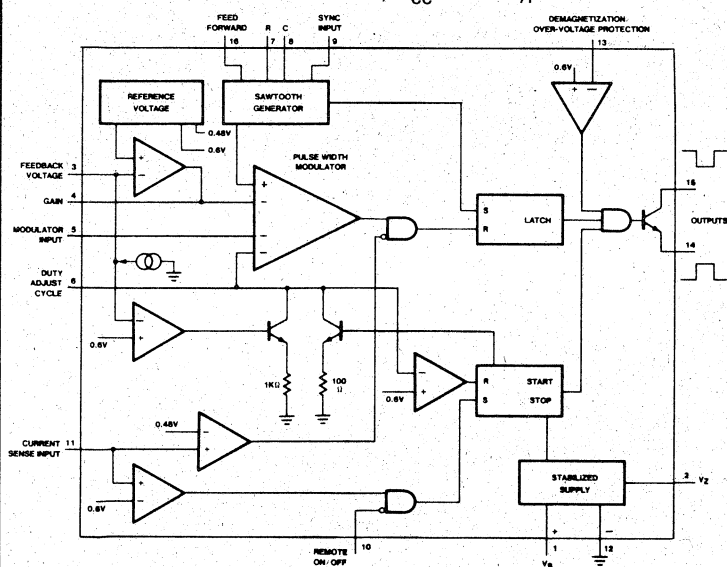 CC
FEED
FORWARD
16
R
7
C
8
SYNC
INPUT
9
DEMAGNETIZATION
OVER-VOLTAGE PROTECTION
13
REFERENCE
VOLTAGE
SAWTOOTH
GENERATOR
0.6V
+ -
0.48V
0.6V
PULSE WIDTH
MODULATOR
FEEDBACK
VOLTAGE
3
+
-
GAIN
4
MODULATOR
INPUT
5
DUTY
ADJUST
CYCLE
6
+
-
-
-
S
R
LATCH
15
OUTPUTS
14
-
+
0.6V
1KΩ
100
Ω
-
+
0.6V
R
S
START
STOP
CURRENT
SENSE INPUT
11
0.48V
-
+
+
-
0.6V
STABILIZED
SUPPLY
2
VZ
REMOTE
ON/OFF
10
+
1
VS
-
12